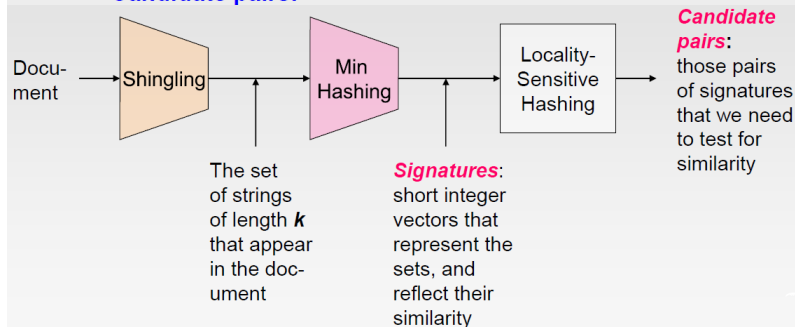 candidate pair.
Docu-
ment
Shingling
Min
Hashing
Locality-
Sensitive
Hashing
Candidate
pairs:
those pairs
of signatures
that we need
to test for
similarity
The set
of strings
of length k
that appear
in the doc-
ument
Signatures:
short integer
vectors that
represent the
sets, and
reflect their
similarity